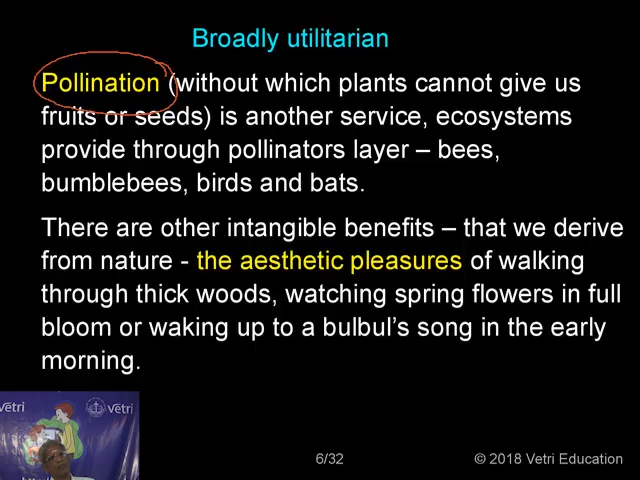 Broadly utilitarian
Pollination (without which plants cannot give us
fruits or seeds) is another service, ecosystems
provide through pollinators layer – bees,
bumblebees, birds and bats.
There are other intangible benefits – that we derive
from nature - the aesthetic pleasures of walking
through thick woods, watching spring flowers in full
bloom or waking up to a bulbul's song in the early
morning.
Vetri
Vetri
6/32
© 2018 Vetri Education